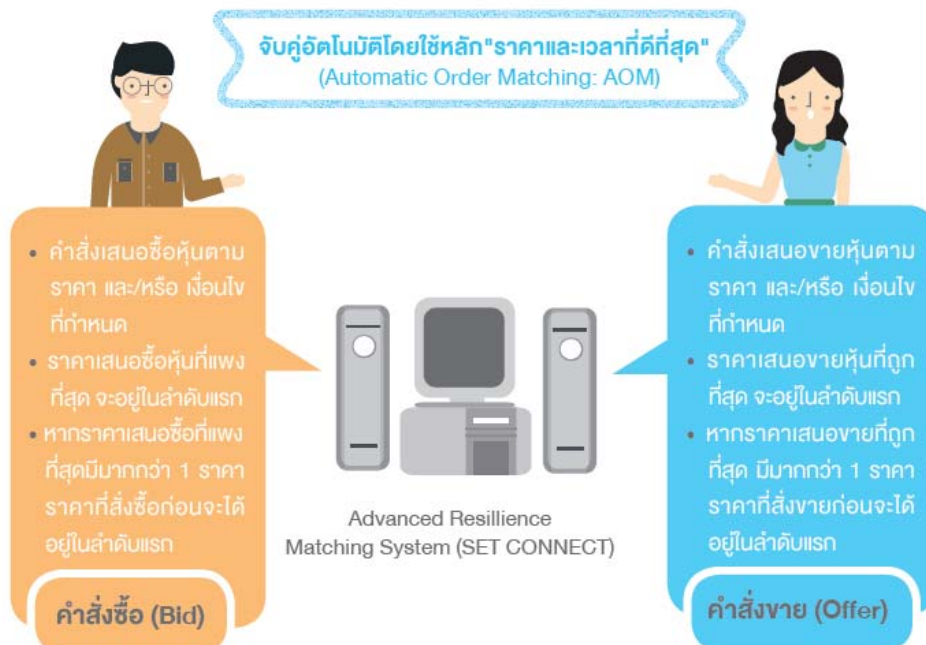 จับคู่อัตโนมัติโดยใช้หลัก"ราคาและเวลาที่ดีที่สุด"
(Automatic Order Matching: AOM)
• คำสั่งเสนอซื้อหุ้นตาม
ราคา และ/หรือ เงื่อนไข
ที่กำหนด
• ราคาเสนอซื้อหุ้นที่แพง
ที่สุด จะอยู่ในลำดับแรก
• หากราคาเสนอซื้อที่แพง
ที่สุดมีมากกว่า 1 ราคา
ราคาที่สั่งซื้อก่อนจะได้
อยู่ในลำดับแรก
คำสั่งซื้อ (Bid)
Advanced Resillience
Matching System (SET CONNECT)
• คำสั่งเสนอขายหุ้นตาม
ราคา และ/หรือ เงื่อนไข
ที่กำหนด
• ราคาเสนอขายหุ้นที่ถูก
ที่สุด จะอยู่ในลำดับแรก
• หากราคาเสนอขายที่ถูก
ที่สุด มีมากกว่า 1 ราคา
ราคาที่สั่งขายก่อนจะได้
อยู่ในลำดับแรก
คำสั่งขาย (Offer)